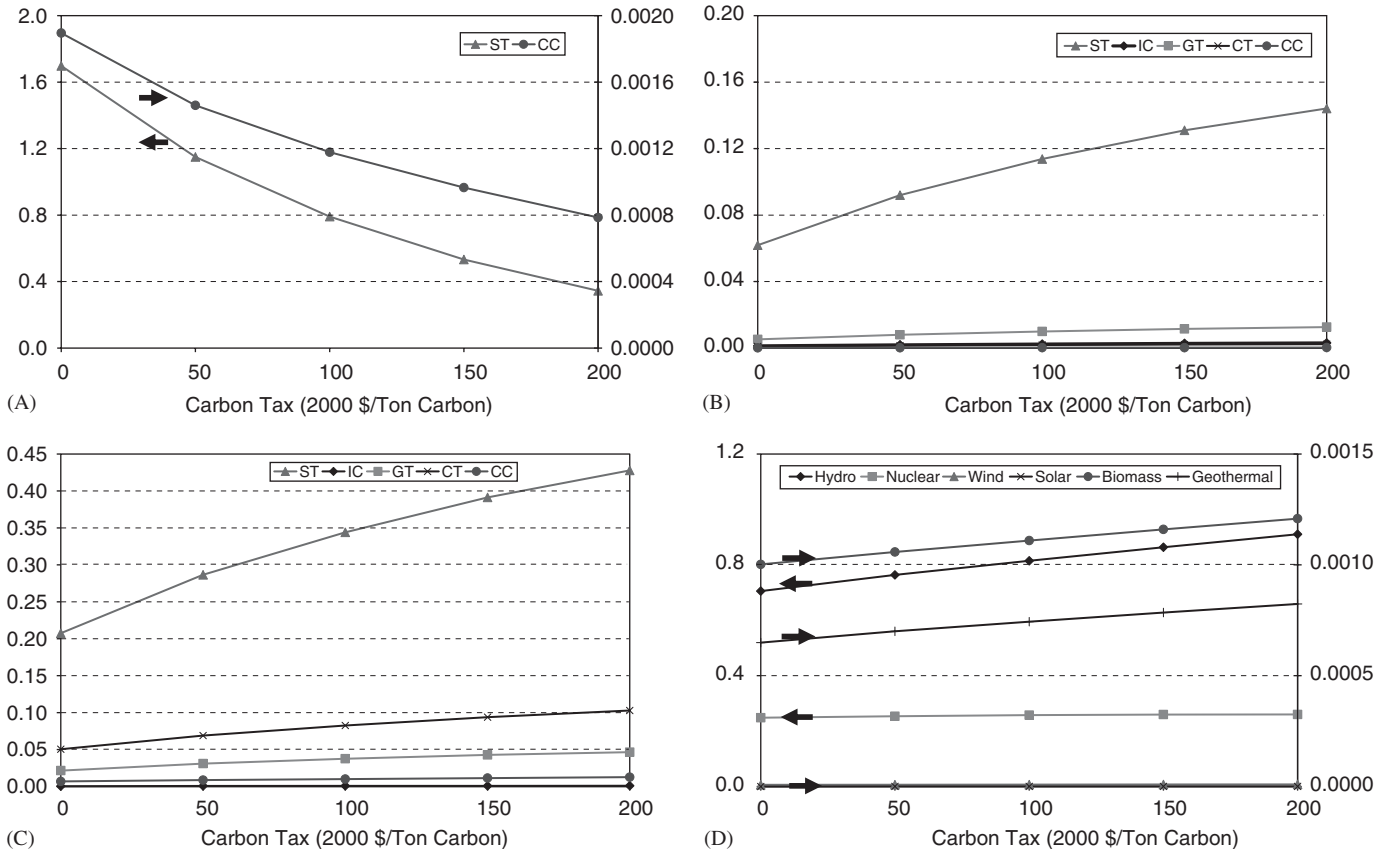 2.0
1.6
1.2
0.8
0.4
0.0
0.0020
0.0016
0.0012
0.0008
0.0004
0.0000
ST CC
0 50 100 150 200
(A)
Carbon Tax (2000 $/Ton Carbon)
0.20
0.16
0.12
0.08
0.04
0.00
ST IC GT CT CC
0 50 100 150 200
(B)
Carbon Tax (2000 $/Ton Carbon)
0.45
0.40
0.35
0.30
0.25
0.20
0.15
0.10
0.05
0.00
ST IC GT CT CC
0 50 100 150 200
(C)
Carbon Tax (2000 $/Ton Carbon)
1.2
0.8
0.4
0.0
0.0015
0.0010
0.0005
0.0000
Hydro Nuclear Wind Solar Biomass Geothermal
0 50 100 150 200
(D)
Carbon Tax (2000 $/Ton Carbon)